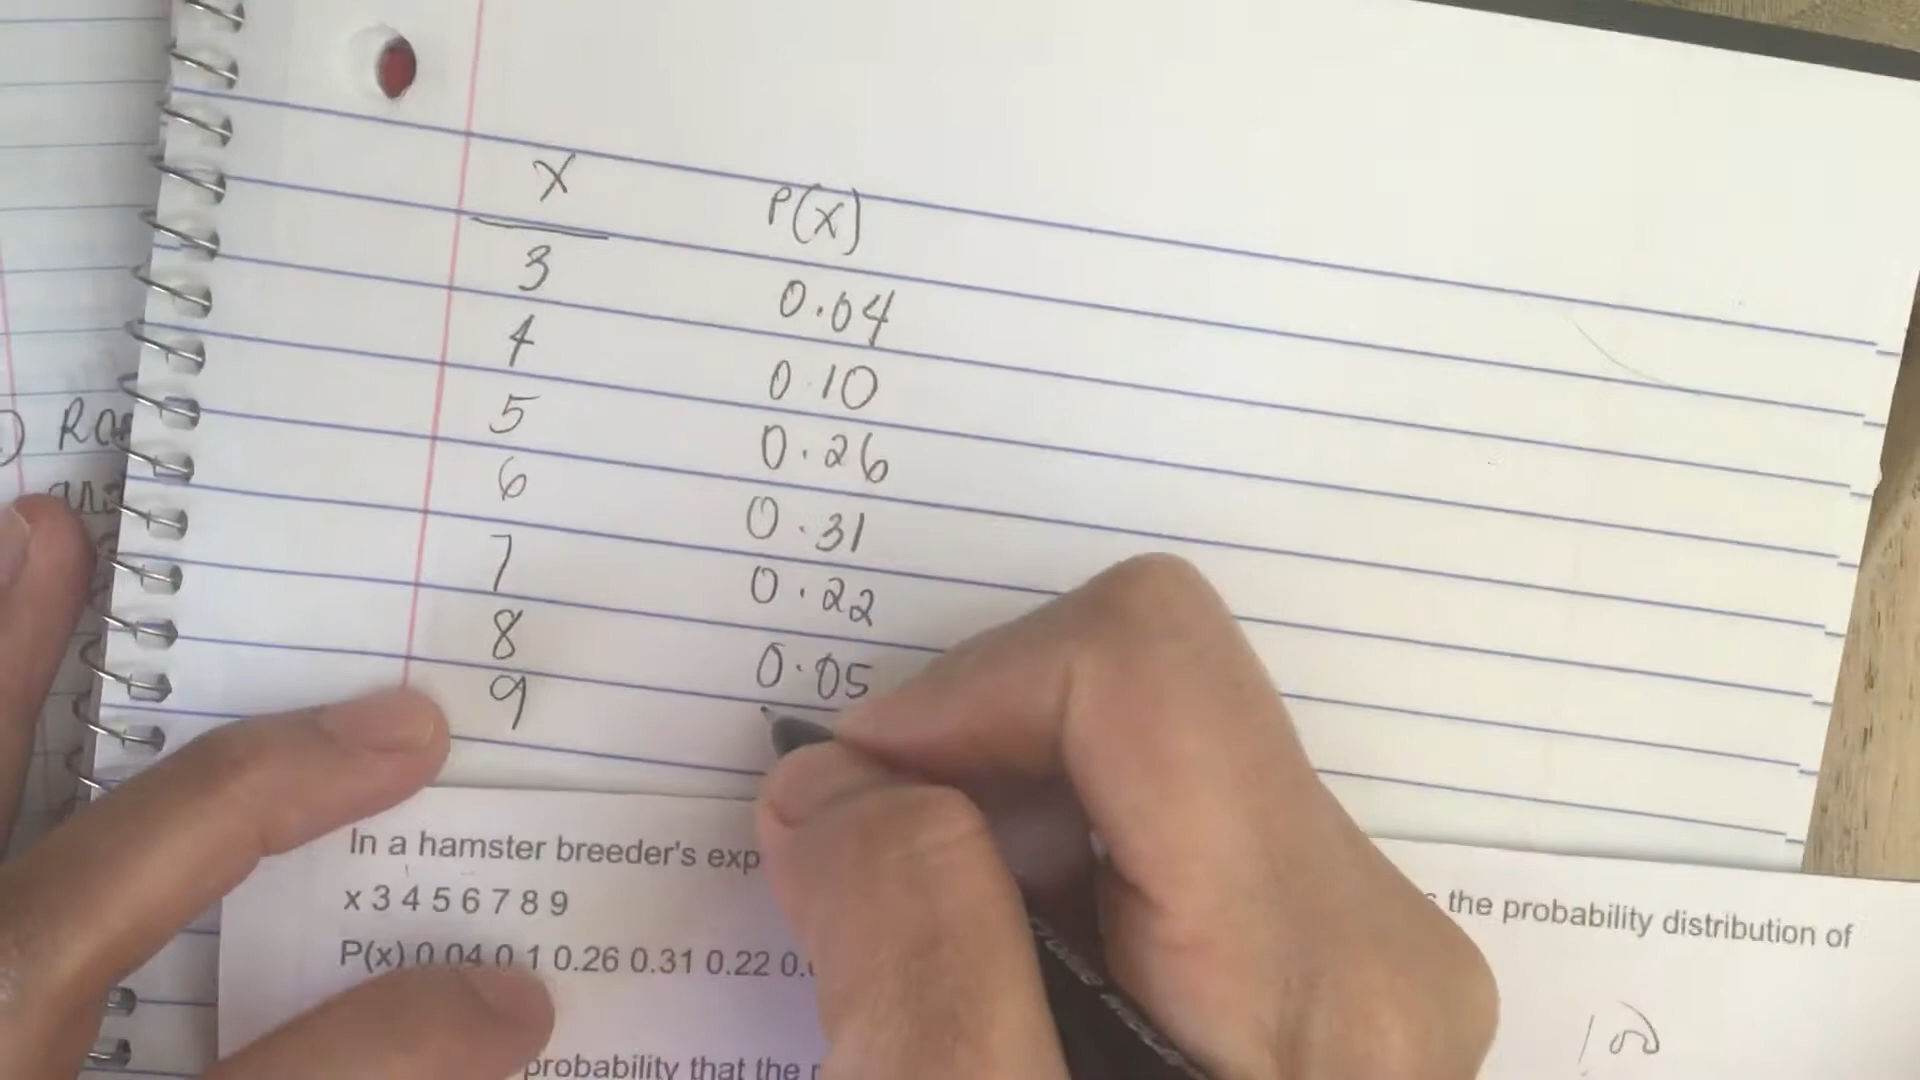 X P(X)
3 0.04
4 0.10
5 0.26
6 0.31
7 0.22
8 0.05
9
In a hamster breeder's exp
the probability distribution of
x 3 4 5 6 7 8 9
P(x) 0.04 0.1 0.26 0.31 0.22 0.
probability that the